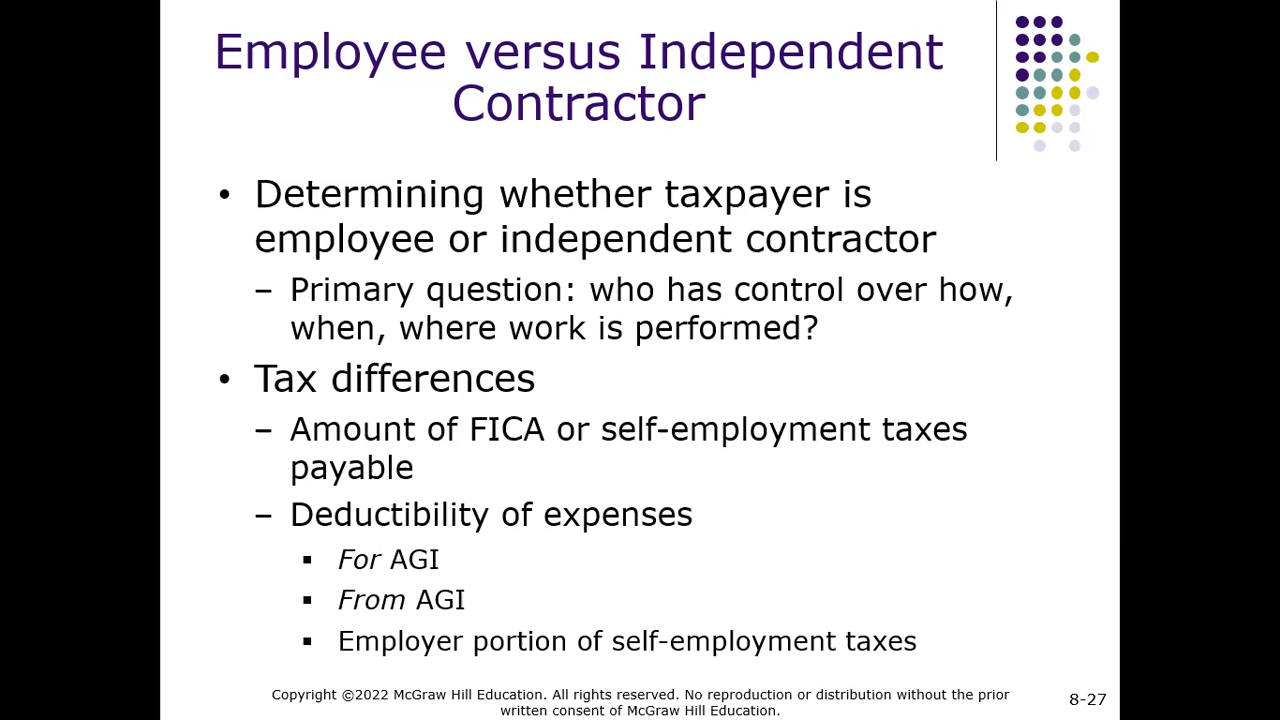 Employee versus Independent
Contractor
• Determining whether taxpayer is
employee or independent contractor
– Primary question: who has control over how,
when, where work is performed?
• Tax differences
– Amount of FICA or self-employment taxes
payable
– Deductibility of expenses
▪ For AGI
▪ From AGI
▪ Employer portion of self-employment taxes
Copyright ©2022 McGraw Hill Education. All rights reserved. No reproduction or distribution without the prior
written consent of McGraw Hill Education.
8-27